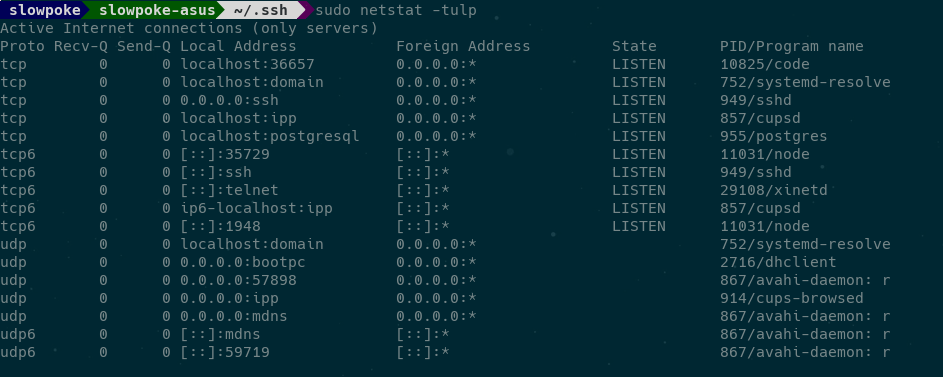 slowpoke slowpoke-asus ~/.ssh sudo netstat -tulp
Active Internet connections (only servers)
Proto Recv-Q Send-Q Local Address           Foreign Address         State       PID/Program name
tcp        0      0 localhost:36657         0.0.0.0:*               LISTEN      10825/code
tcp        0      0 localhost:domain        0.0.0.0:*               LISTEN      752/systemd-resolve
tcp        0      0 0.0.0.0:ssh             0.0.0.0:*               LISTEN      949/sshd
tcp        0      0 localhost:ipp           0.0.0.0:*               LISTEN      857/cupsd
tcp        0      0 localhost:postgresql    0.0.0.0:*               LISTEN      955/postgres
tcp6       0      0 [::]:35729              [::]:*                  LISTEN      11031/node
tcp6       0      0 [::]:ssh                [::]:*                  LISTEN      949/sshd
tcp6       0      0 [::]:telnet             [::]:*                  LISTEN      29108/xinetd
tcp6       0      0 ip6-localhost:ipp       [::]:*                  LISTEN      857/cupsd
tcp6       0      0 [::]:1948               [::]:*                  LISTEN      11031/node
udp        0      0 localhost:domain        0.0.0.0:*                           752/systemd-resolve
udp        0      0 0.0.0.0:bootpc          0.0.0.0:*                           2716/dhclient
udp        0      0 0.0.0.0:57898           0.0.0.0:*                           867/avahi-daemon: r
udp        0      0 0.0.0.0:ipp             0.0.0.0:*                           914/cups-browsed
udp        0      0 0.0.0.0:mdns            0.0.0.0:*                           867/avahi-daemon: r
udp6       0      0 [::]:mdns               [::]:*                              867/avahi-daemon: r
udp6       0      0 [::]:59719              [::]:*                              867/avahi-daemon: r